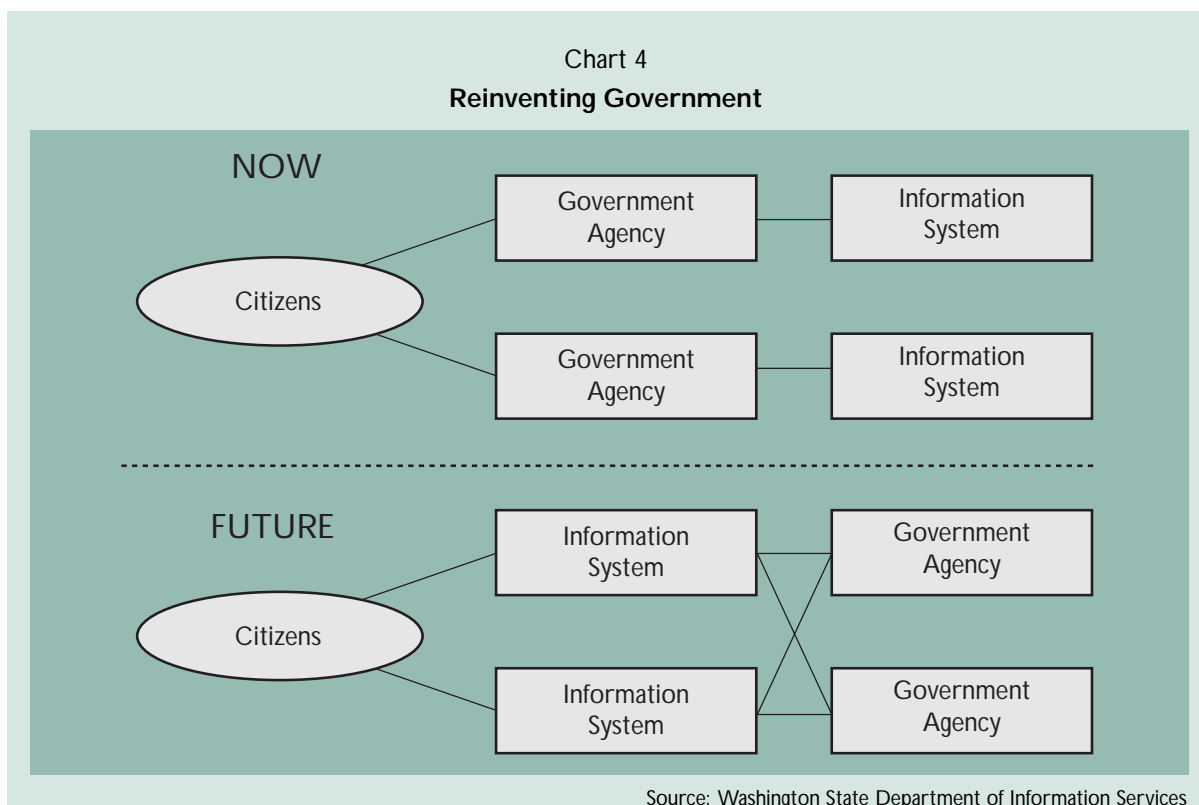 Chart 4
Reinventing Government
NOW
Citizens
Government
Agency
Information
System
Government
Agency
Information
System
FUTURE
Citizens
Information
System
Government
Agency
Information
System
Government
Agency
Source: Washington State Department of Information Services